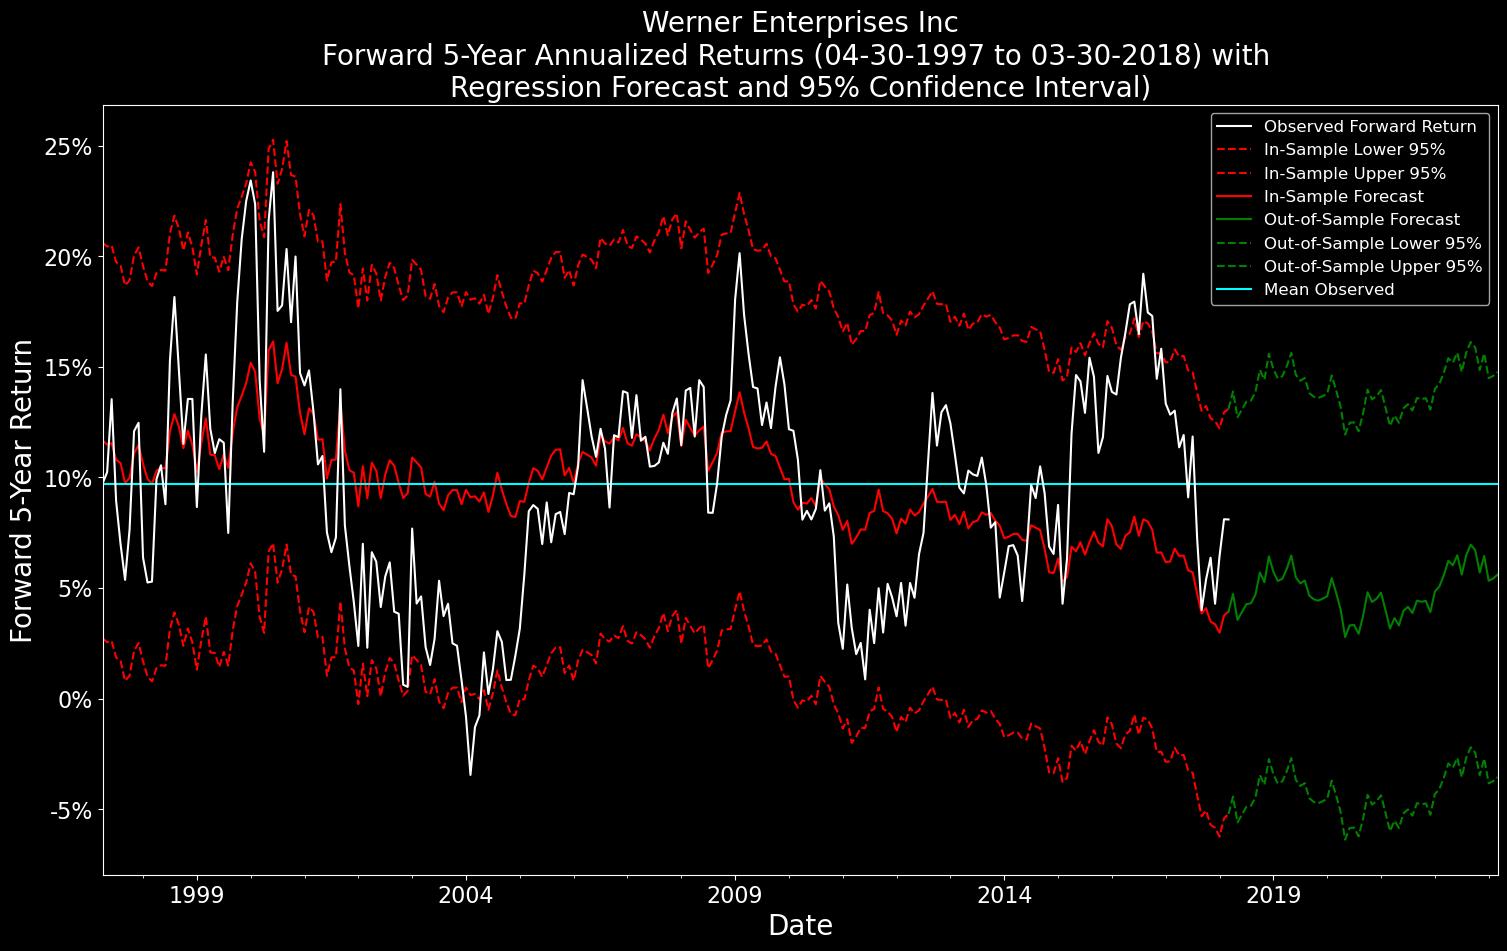 Werner Enterprises Inc
Forward 5-Year Annualized Returns (04-30-1997 to 03-30-2018) with
Regression Forecast and 95% Confidence Interval)
Observed Forward Return
In-Sample Lower 95%
In-Sample Upper 95%
In-Sample Forecast
Out-of-Sample Forecast
Out-of-Sample Lower 95%
Out-of-Sample Upper 95%
Mean Observed
Forward 5-Year Return
25%
20%
15%
10%
5%
0%
-5%
1999
2004
2009
2014
2019
Date